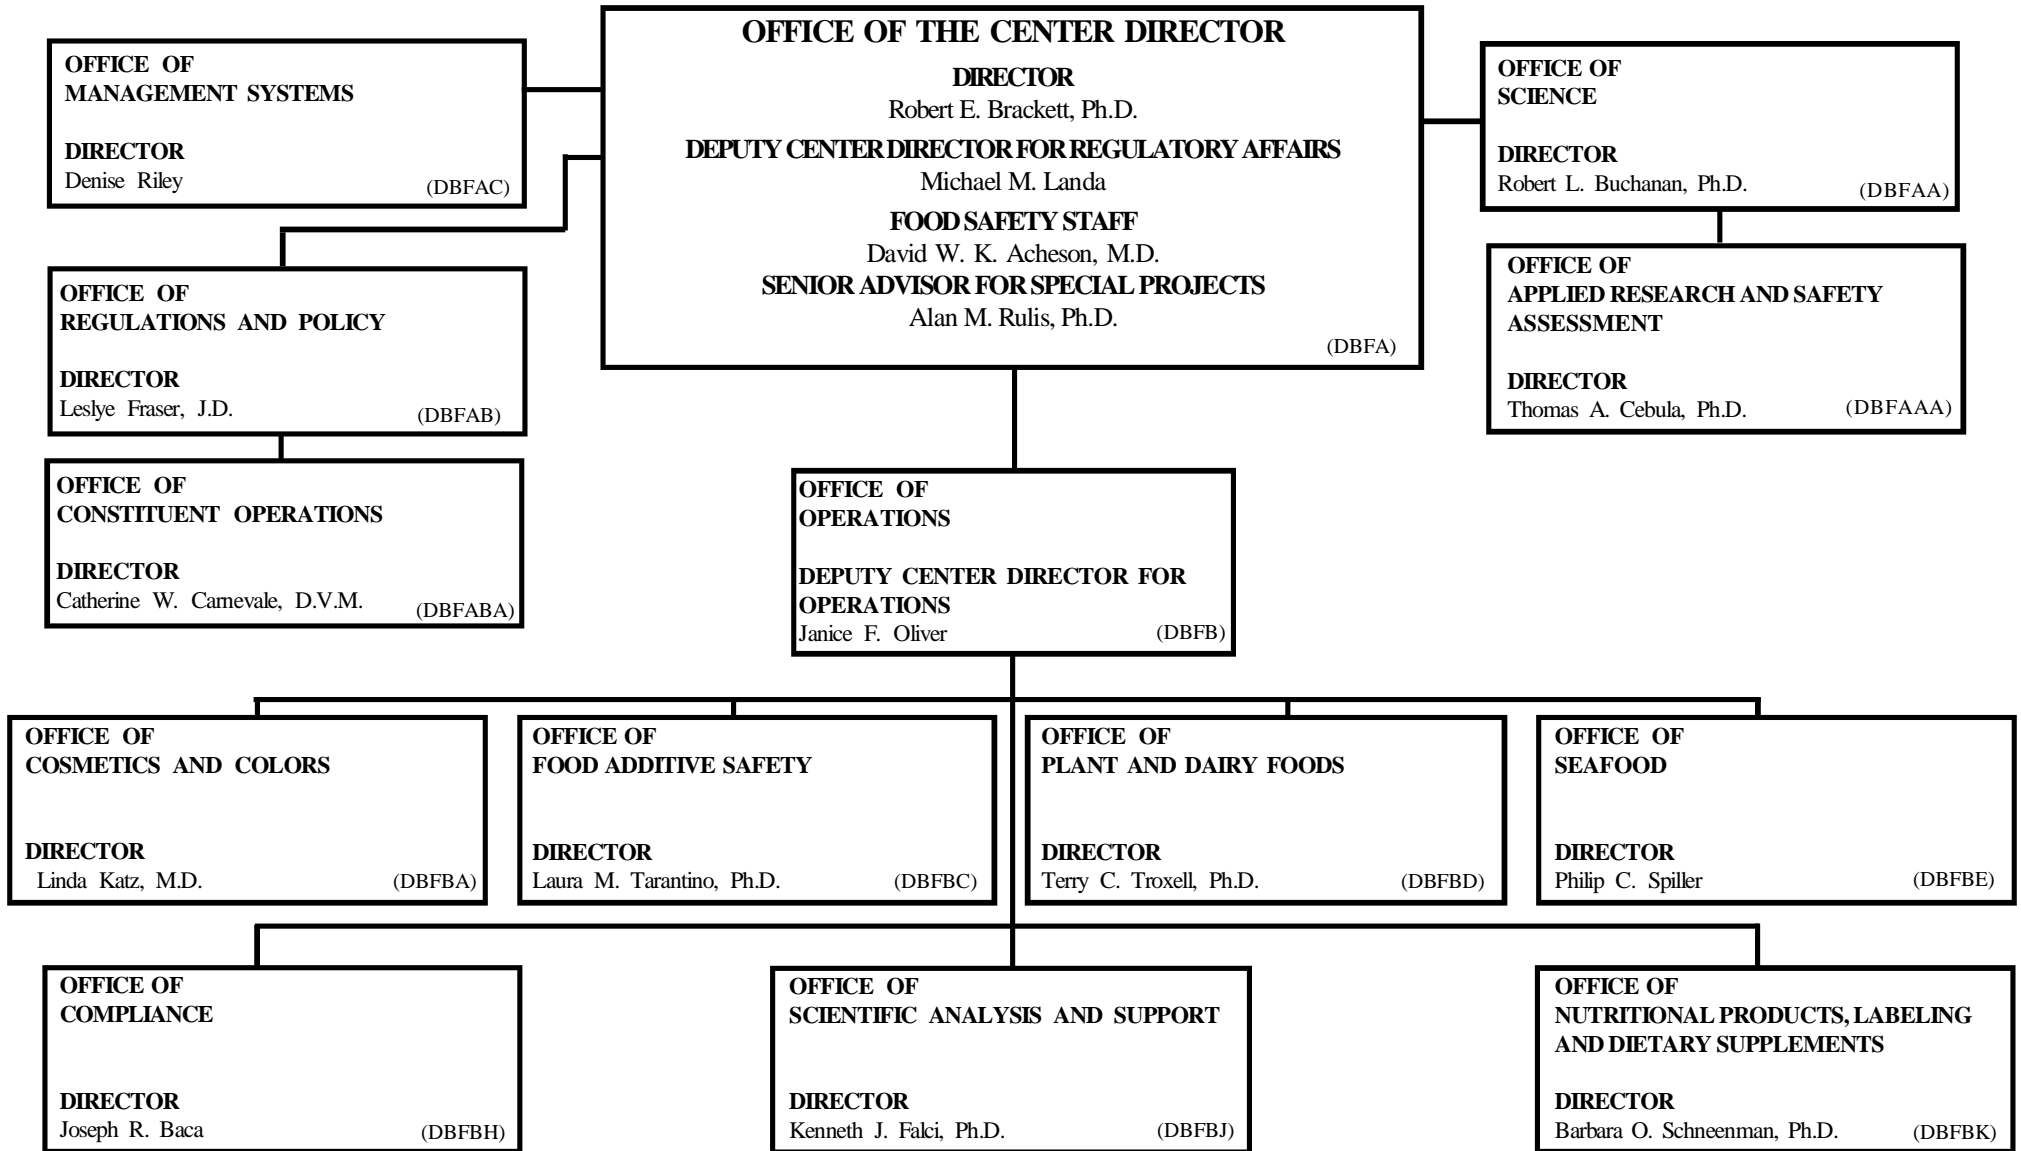 OFFICE OF THE CENTER DIRECTOR
DIRECTOR
Robert E. Brackett, Ph.D.
DEPUTY CENTER DIRECTOR FOR REGULATORY AFFAIRS
Michael M. Landa
FOOD SAFETY STAFF
David W. K. Acheson, M.D.
SENIOR ADVISOR FOR SPECIAL PROJECTS
Alan M. Rulis, Ph.D.
(DBFA)
OFFICE OF
MANAGEMENT SYSTEMS
DIRECTOR
Denise Riley (DBFAC)
OFFICE OF
REGULATIONS AND POLICY
DIRECTOR
Leslye Fraser, J.D. (DBFAB)
OFFICE OF
CONSTITUENT OPERATIONS
DIRECTOR
Catherine W. Carnevale, D.V.M. (DBFABA)
OFFICE OF
SCIENCE
DIRECTOR
Robert L. Buchanan, Ph.D. (DBFAA)
OFFICE OF
APPLIED RESEARCH AND SAFETY
ASSESSMENT
DIRECTOR
Thomas A. Cebula, Ph.D. (DBFAAA)
OFFICE OF
OPERATIONS
DEPUTY CENTER DIRECTOR FOR
OPERATIONS
Janice F. Oliver (DBFB)
OFFICE OF
COSMETICS AND COLORS
DIRECTOR
Linda Katz, M.D. (DBFBA)
OFFICE OF
FOOD ADDITIVE SAFETY
DIRECTOR
Laura M. Tarantino, Ph.D. (DBFBC)
OFFICE OF
PLANT AND DAIRY FOODS
DIRECTOR
Terry C. Troxell, Ph.D. (DBFBD)
OFFICE OF
SEAFOOD
DIRECTOR
Philip C. Spiller (DBFBE)
OFFICE OF
COMPLIANCE
DIRECTOR
Joseph R. Baca (DBFBH)
OFFICE OF
SCIENTIFIC ANALYSIS AND SUPPORT
DIRECTOR
Kenneth J. Falci, Ph.D. (DBFBJ)
OFFICE OF
NUTRITIONAL PRODUCTS, LABELING
AND DIETARY SUPPLEMENTS
DIRECTOR
Barbara O. Schneenman, Ph.D. (DBFBK)